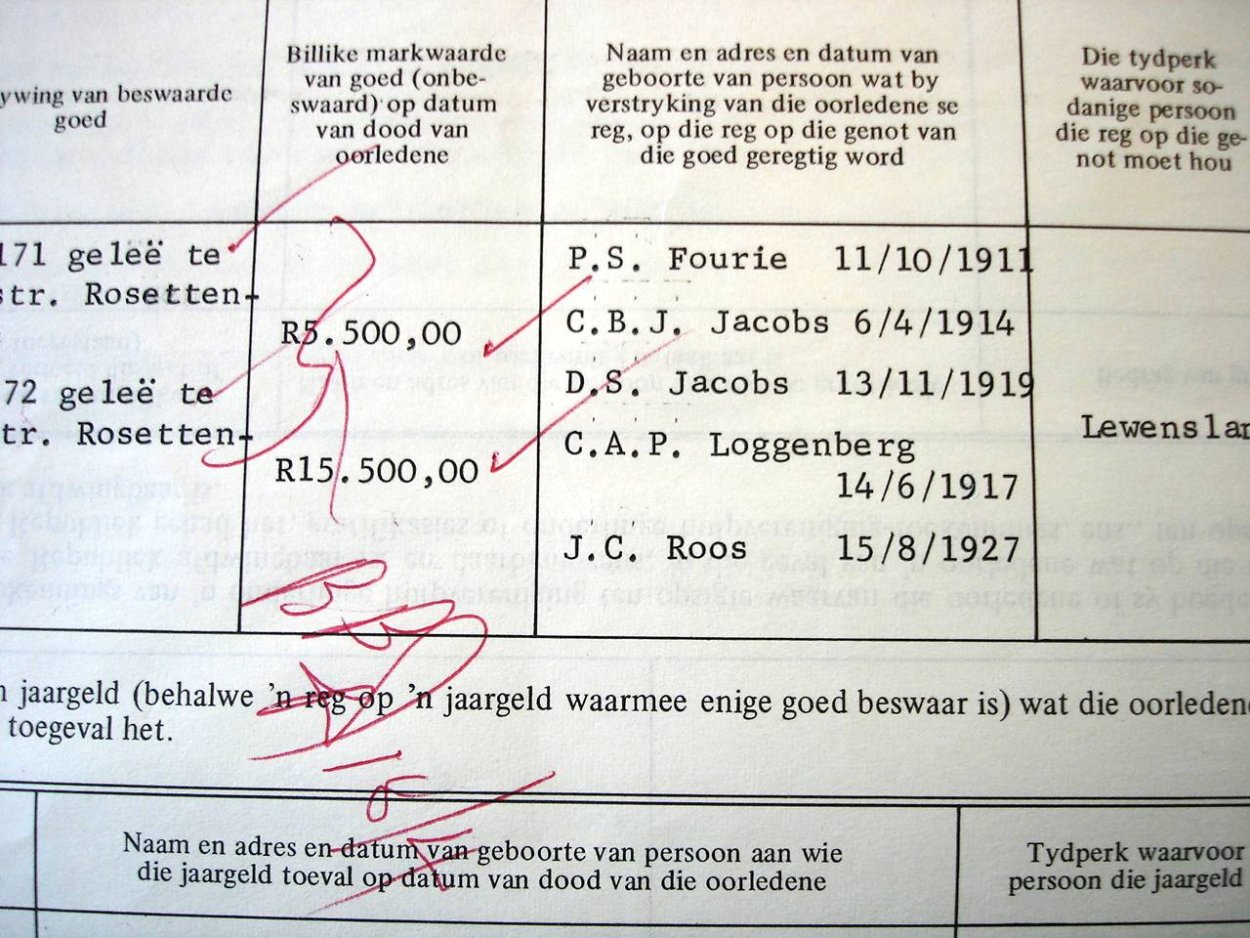 ywing van beswaarde
goed
Billike markwaarde
van goed (onbe-
swaard) op datum
van dood van
oorledene
Naam en adres en datum van
geboorte van persoon wat by
verstryking van die oorledene se
reg, op die reg op die genot van
die goed geregtig word
Die tydperk
waarvoor so-
danige persoon
die reg op die ge-
not moet hou
171 geleë te
str. Rosetten-
R5.500,00
72 geleë te
tr. Rosetten-
R15.500,00
P.S. Fourie 11/10/1911
C.B.J. Jacobs 6/4/1914
D.S. Jacobs 13/11/1919
C.A.P. Loggenberg
14/6/1917
J.C. Roos 15/8/1927
Lewenslan
n jaargeld (behalwe 'n reg op 'n jaargeld waarmee enige goed beswaar is) wat die oorledene
toegeval het.
Naam en adres en datum van geboorte van persoon aan wie
die jaargeld toeval op datum van dood van die oorledene
Tydperk waarvoor
persoon die jaargeld